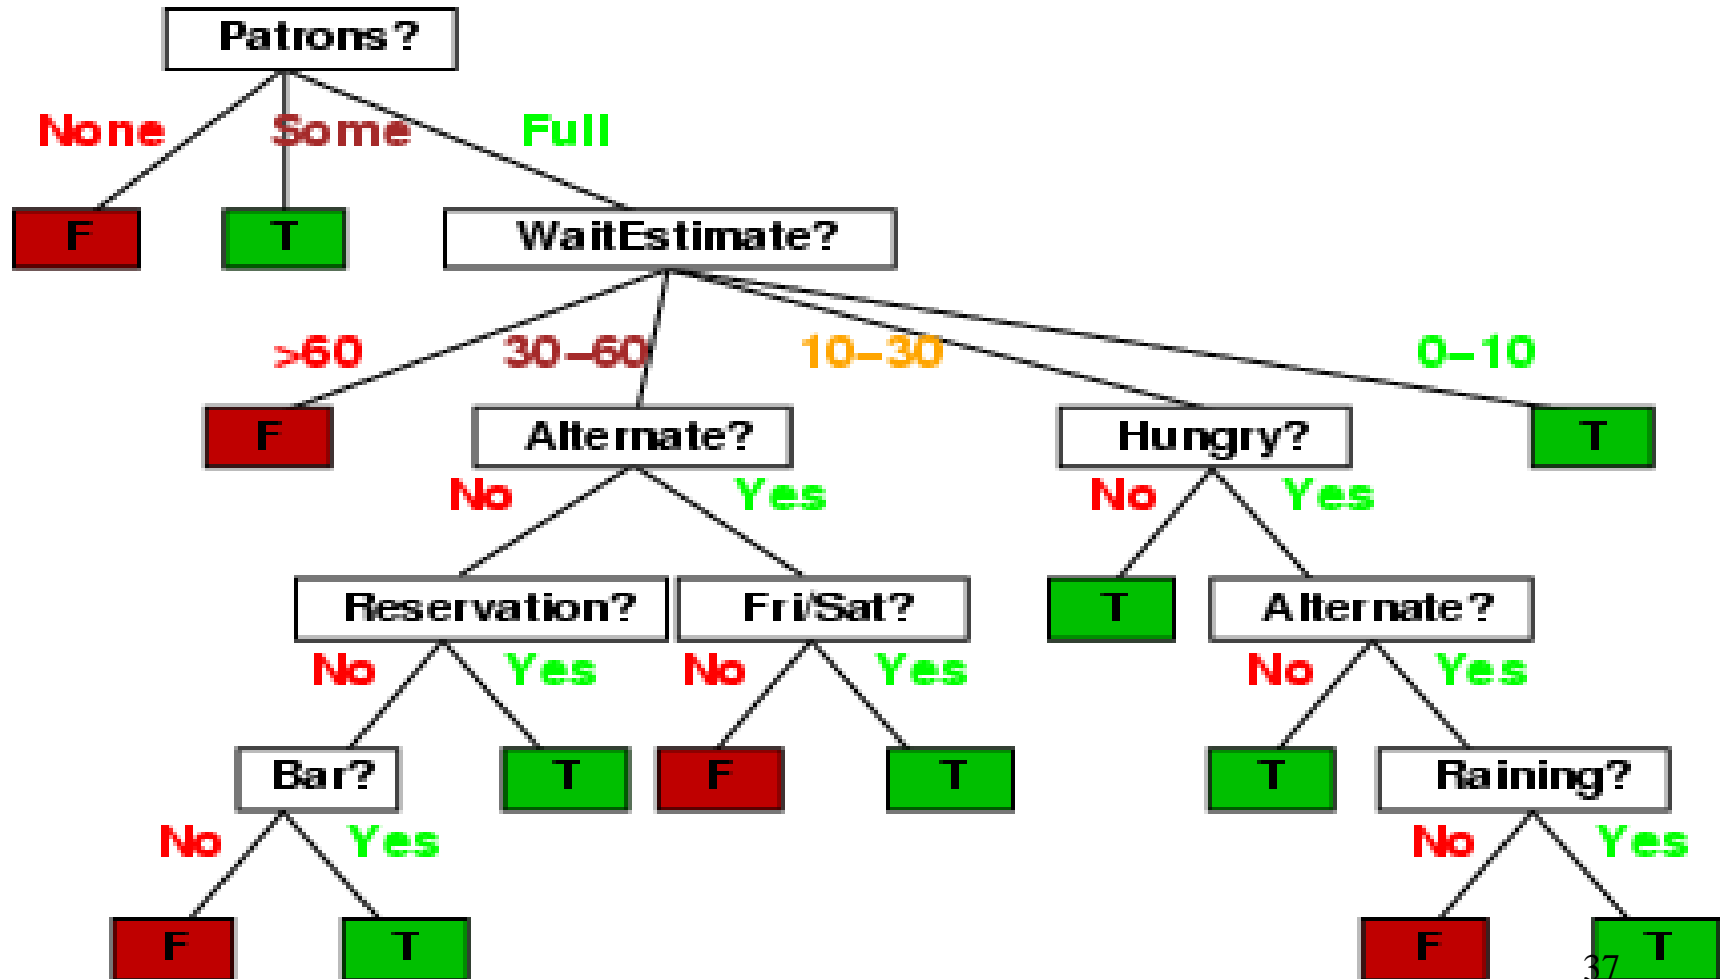 Patrons?
None Some Full
F T WaitEstimate?
>60 30–60 10–30 0–10
F Alternate? Hungry? T
No Yes No Yes
Reservation? Fri/Sat? T Alternate?
No Yes No Yes No Yes
Bar? T F T T Raining?
No Yes No Yes
F T F T
37